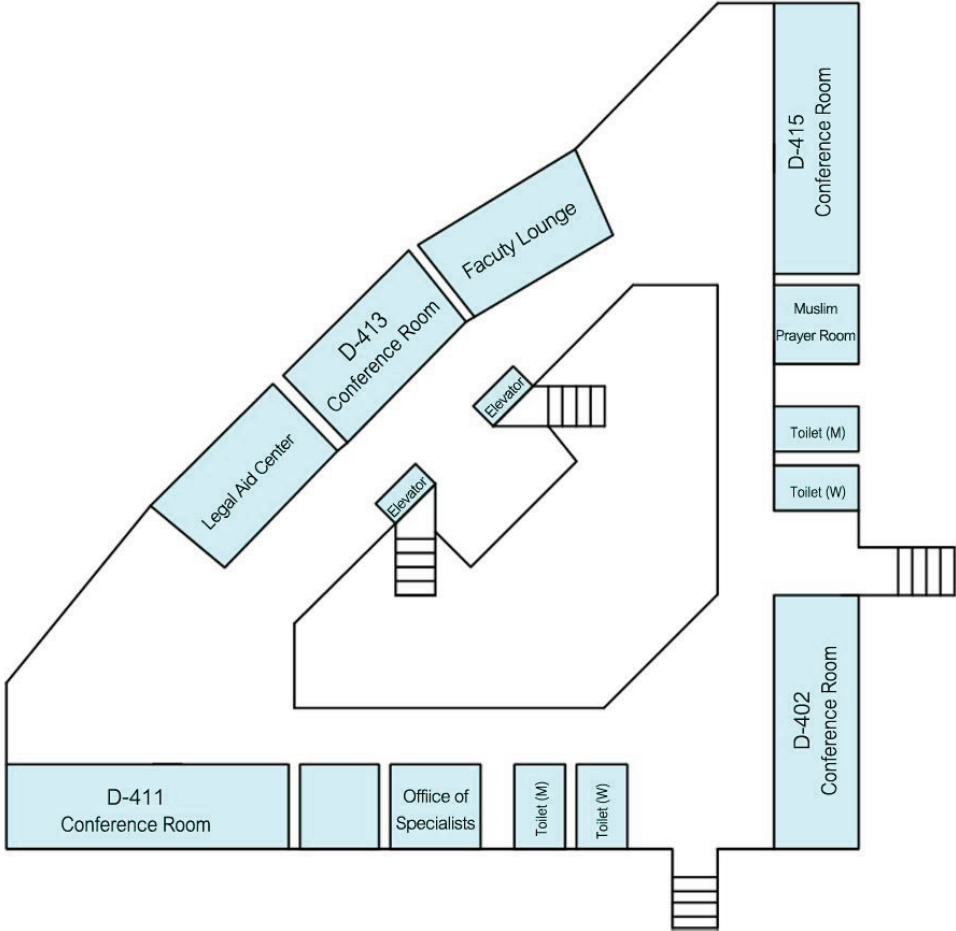 D-415
Conference Room
Facuty Lounge
D-413
Conference Room
Muslim
Prayer Room
Elevator
Legal Aid Center
Toilet (M)
Elevator
Toilet (W)
D-402
Conference Room
D-411
Conference Room
Offiice of
Specialists
Toilet (M)
Toilet (W)